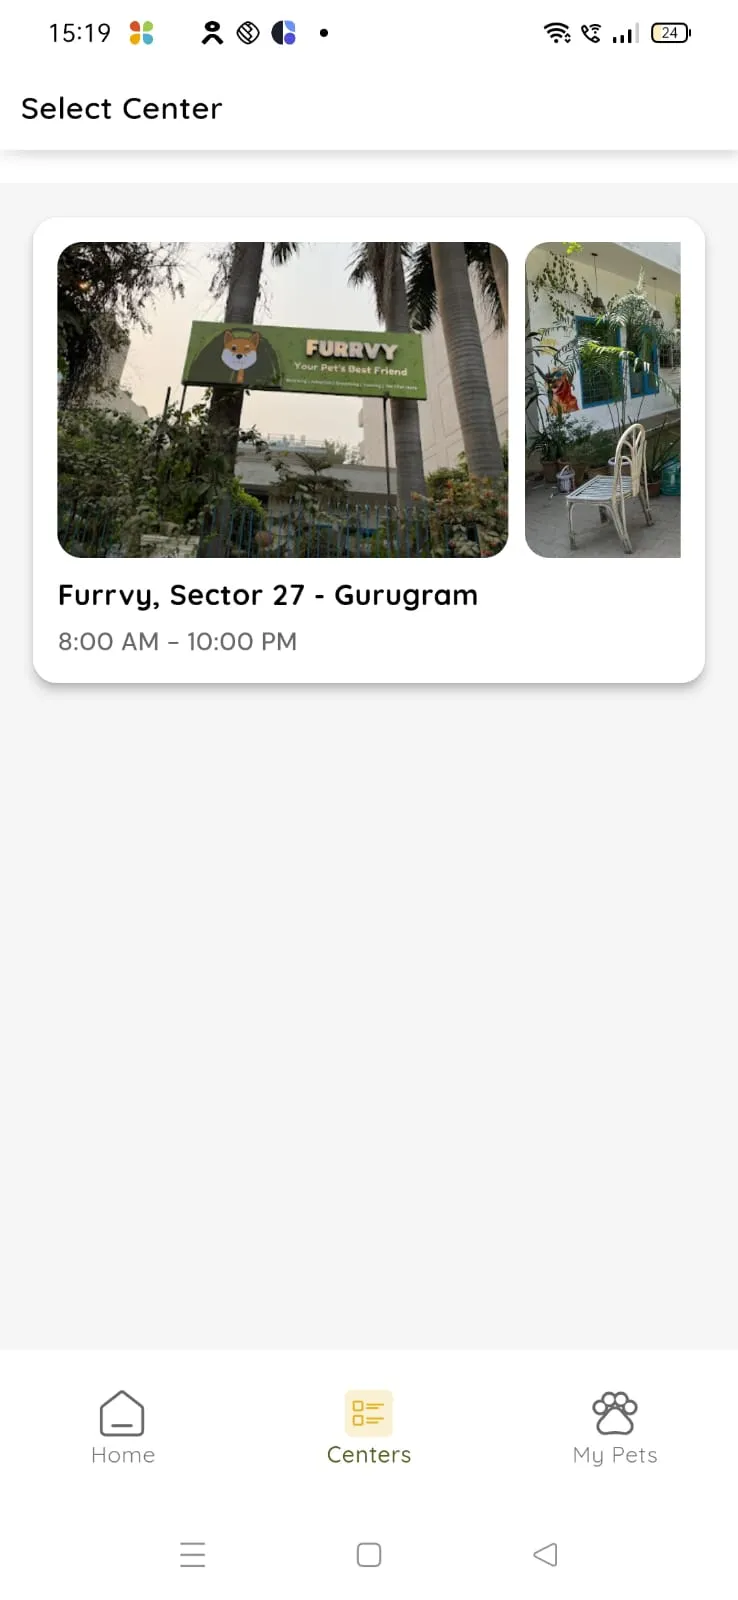 15:19
24
Select Center
FURRVY
Your Pet's Best Friend
Furrvy, Sector 27 - Gurugram
8:00 AM – 10:00 PM
Home
Centers
My Pets